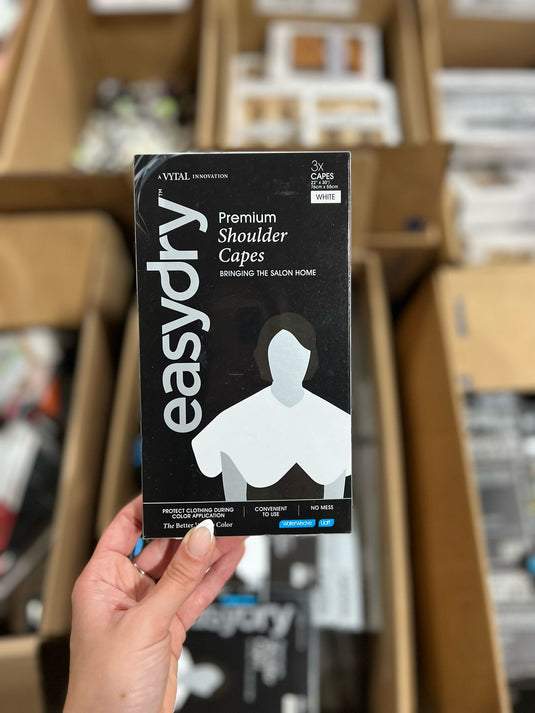 A VYTAL INNOVATION
3x
CAPES
WHITE
easydry™
Premium
Shoulder
Capes
BRINGING THE SALON HOME
PROTECT CLOTHING DURING
COLOR APPLICATION
CONVENIENT
TO USE
NO MESS
The Better
Color
easydry